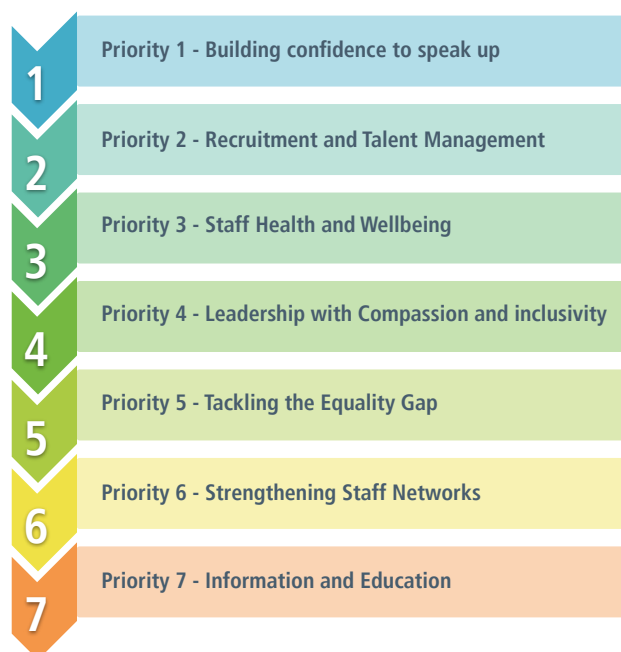 1
Priority 1 - Building confidence to speak up
2
Priority 2 - Recruitment and Talent Management
3
Priority 3 - Staff Health and Wellbeing
4
Priority 4 - Leadership with Compassion and inclusivity
5
Priority 5 - Tackling the Equality Gap
6
Priority 6 - Strengthening Staff Networks
7
Priority 7 - Information and Education